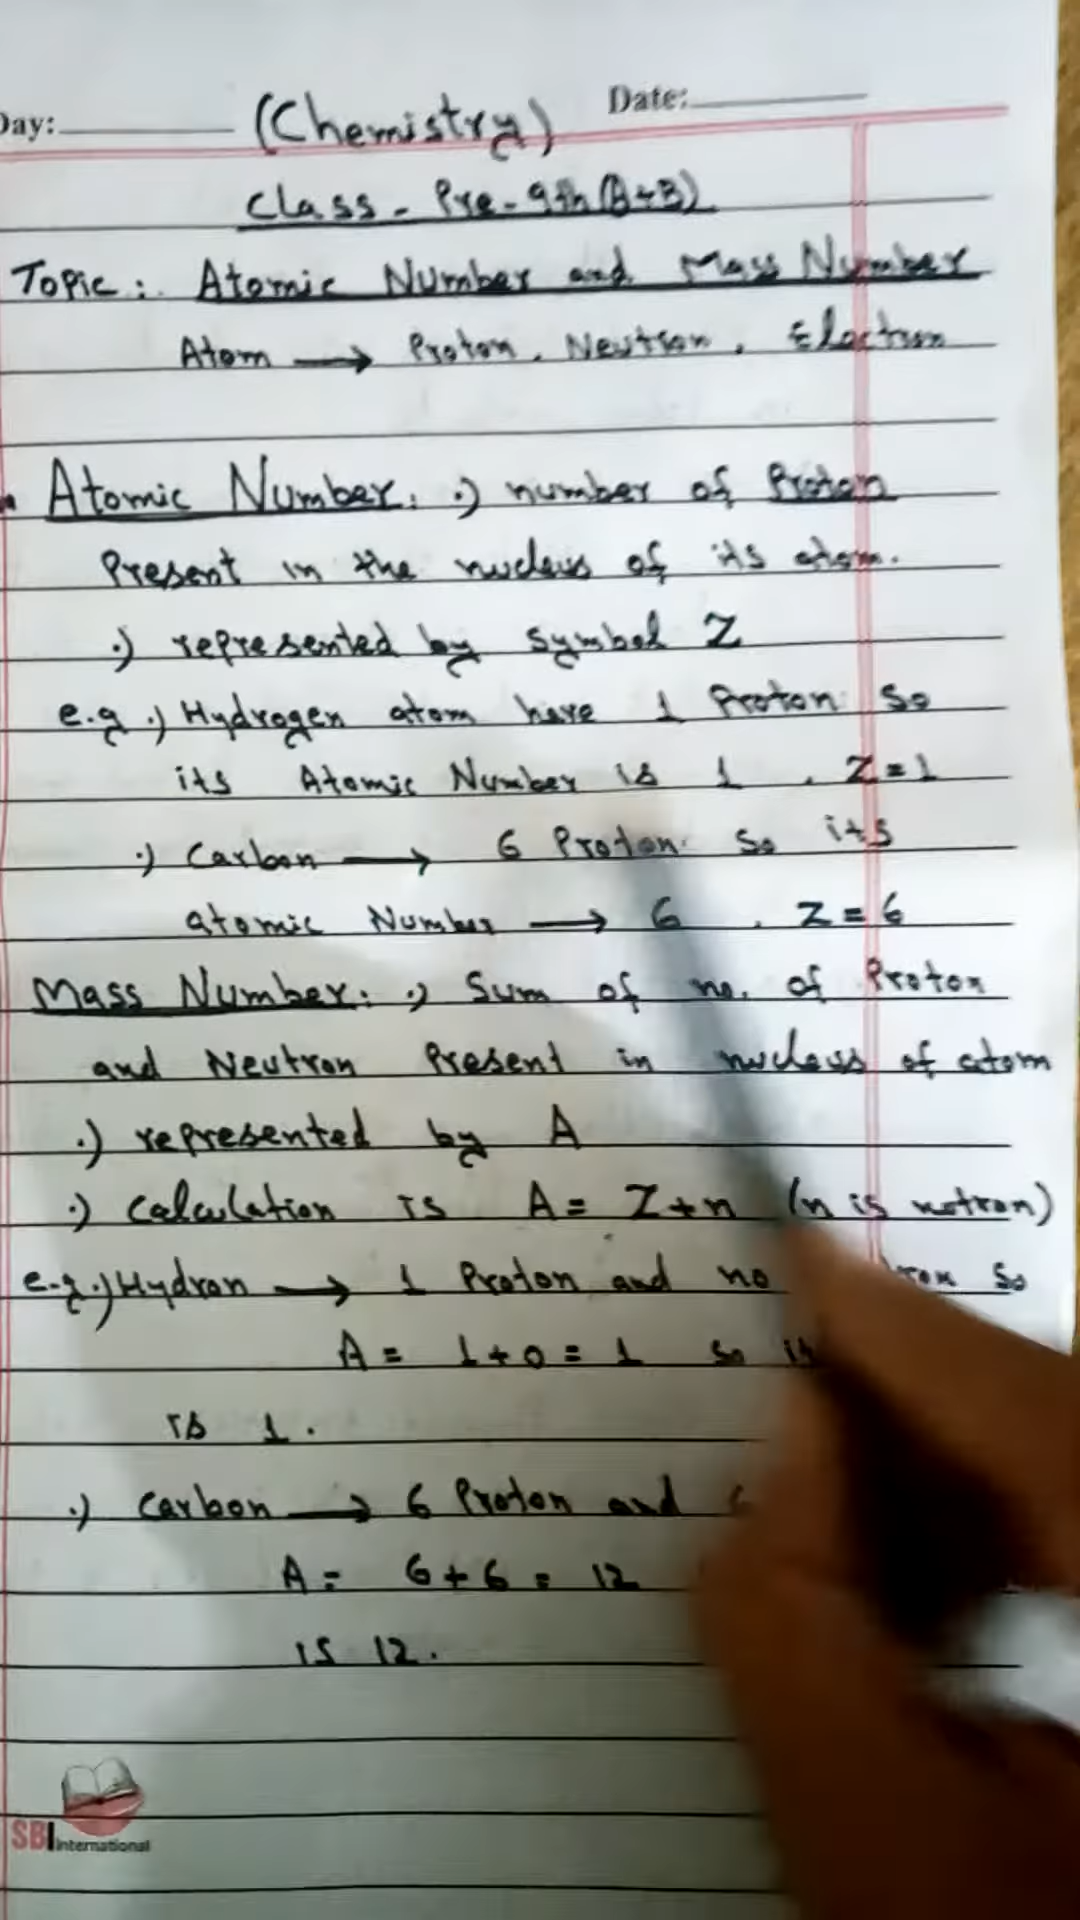 Day: (Chemistry) Date:
Class - Pre-9th (A+B)
Topic: Atomic Number and Mass Number
Atom → Proton, Neutron, Electron
Atomic Number: •) number of Proton
Present in the nucleus of its atom.
•) represented by symbol Z
e.g •) Hydrogen atom have 1 Proton so
its Atomic Number is 1, Z=1
•) Carbon → 6 Proton so its
atomic Number → 6, Z=6
Mass Number: •) Sum of no. of Proton
and Neutron Present in nucleus of atom
•) represented by A
•) Calculation is A= Z+n (n is nutron)
e.g •) Hydron → 1 Proton and no so
A= 1+0=1 so
is 1.
•) Carbon → 6 Proton and
A= 6+6=12
is 12.
SBI International